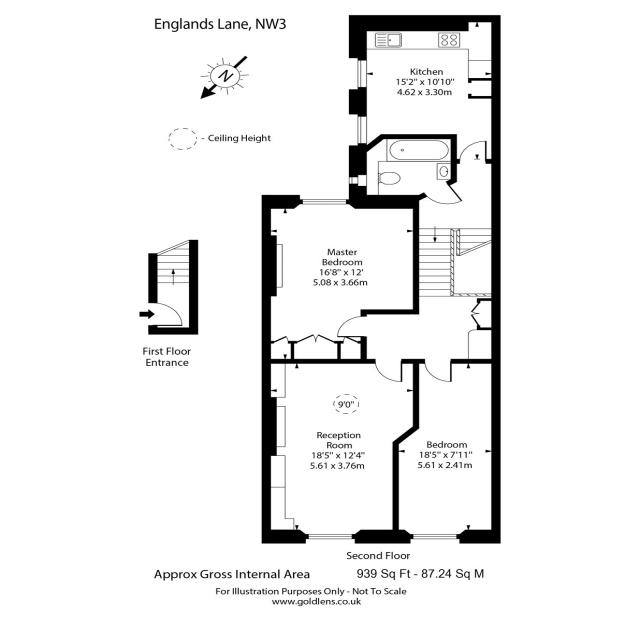 Englands Lane, NW3
N
- Ceiling Height
Kitchen
15'2" x 10'10"
4.62 x 3.30m
Master
Bedroom
16'8" x 12'
5.08 x 3.66m
First Floor
Entrance
9'0"
Reception
Room
18'5" x 12'4"
5.61 x 3.76m
Bedroom
18'5" x 7'11"
5.61 x 2.41m
Second Floor
Approx Gross Internal Area 939 Sq Ft - 87.24 Sq M
For Illustration Purposes Only - Not To Scale
www.goldlens.co.uk